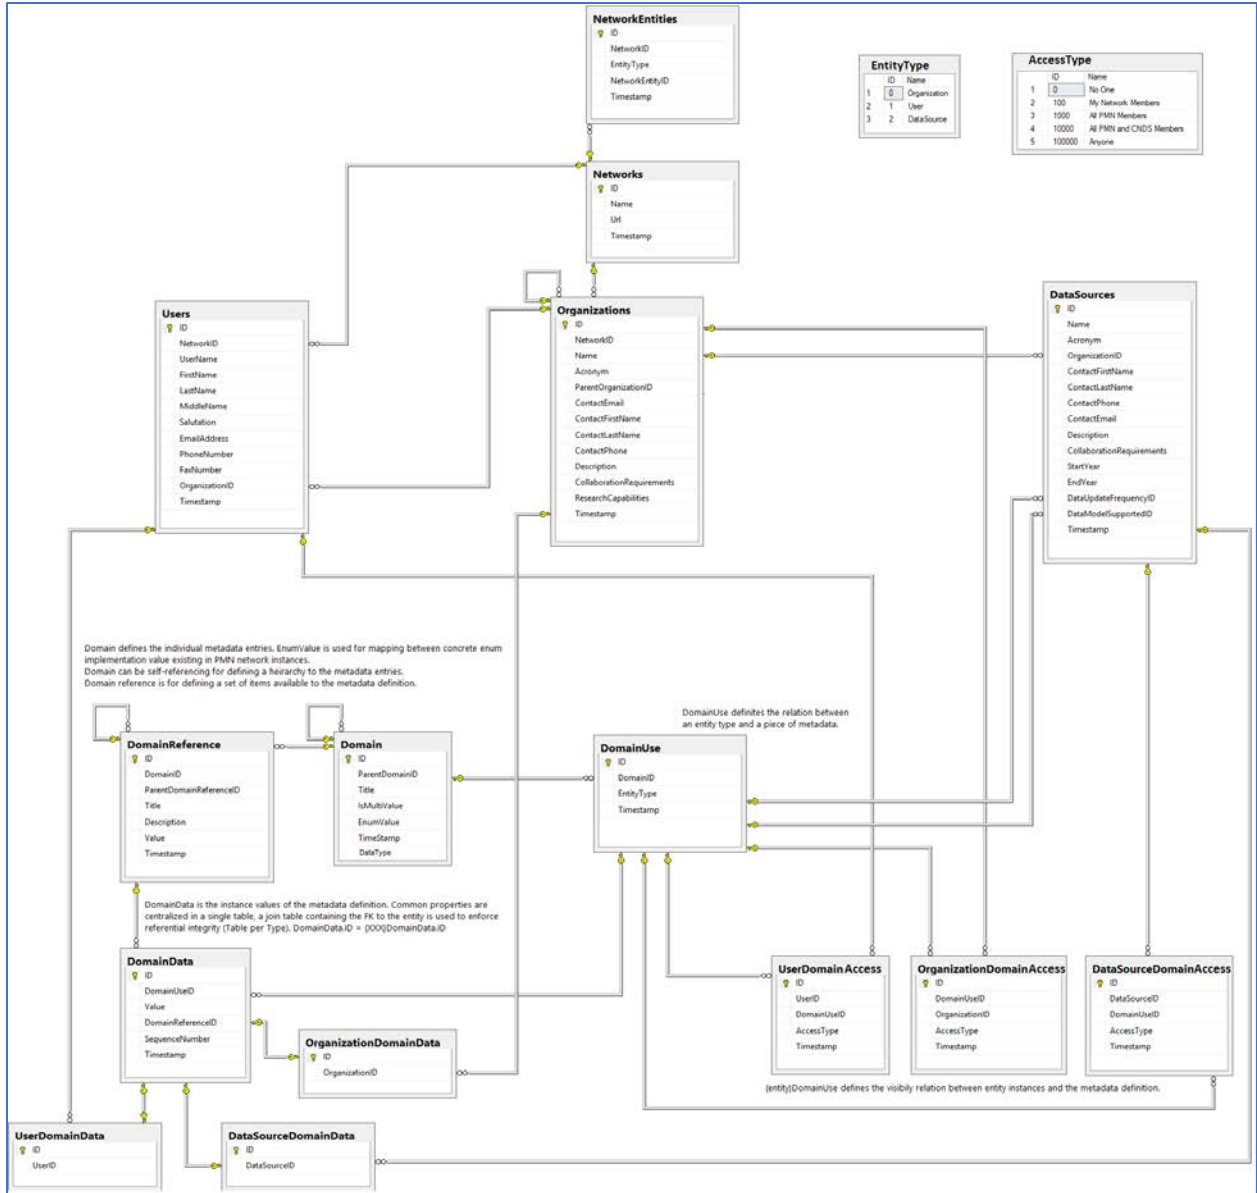 NetworkEntities
ID
NetworkID
EntityType
NetworkEntityID
Timestamp
EntityType
ID Name
1 0 Organization
2 1 User
3 2 DataSource
AccessType
ID Name
1 0 No One
2 100 My Network Members
3 1000 All PMN Members
4 10000 All PMN and CNDS Members
5 100000 Anyone
Networks
ID
Name
Url
Timestamp
Users
ID
NetworkID
UserName
FirstName
LastName
MiddleName
Salutation
EmailAddress
PhoneNumber
FaxNumber
OrganizationID
Timestamp
Organizations
ID
NetworkID
Name
Acronym
ParentOrganizationID
ContactEmail
ContactFirstName
ContactLastName
ContactPhone
Description
CollaborationRequirements
ResearchCapabilities
Timestamp
DataSources
ID
Name
Acronym
OrganizationID
ContactFirstName
ContactLastName
ContactPhone
ContactEmail
Description
CollaborationRequirements
StartYear
EndYear
DataUpdateFrequencyID
DataModelSupportedID
Timestamp
Domain defines the individual metadata entries. EnumValue is used for mapping between concrete enum
implementation value existing in PMN network instances.
Domain can be self-referencing for defining a heirarchy to the metadata entries.
Domain reference is for defining a set of items available to the metadata definition.
DomainUse definites the relation between
an entity type and a piece of metadata.
DomainReference
ID
DomainID
ParentDomainReferenceID
Title
Description
Value
Timestamp
Domain
ID
ParentDomainID
Title
IsMultiValue
EnumValue
TimeStamp
DataType
DomainUse
ID
DomainID
EntityType
Timestamp
DomainData is the instance values of the metadata definition. Common properties are
centralized in a single table, a join table containing the FK to the entity is used to enforce
referential integrity (Table per Type). DomainData.ID = {XXX}DomainData.ID
DomainData
ID
DomainUseID
Value
DomainReferenceID
SequenceNumber
Timestamp
OrganizationDomainData
ID
OrganizationID
UserDomainAccess
ID
UserID
DomainUseID
AccessType
Timestamp
OrganizationDomainAccess
ID
DomainUseID
OrganizationID
AccessType
Timestamp
DataSourceDomainAccess
ID
DataSourceID
DomainUseID
AccessType
Timestamp
{entity}DomainUse defines the visibily relation between entity instances and the metadata definition.
UserDomainData
ID
UserID
DataSourceDomainData
ID
DataSourceID